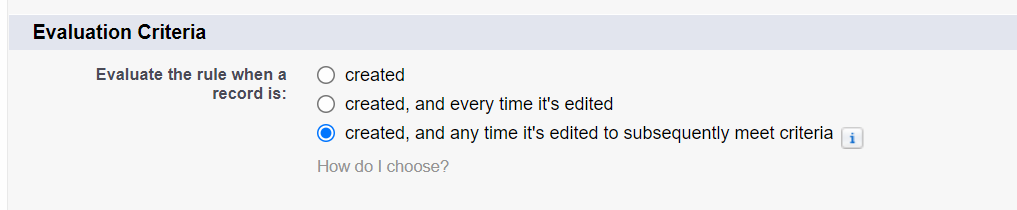 Evaluation Criteria
Evaluate the rule when a
record is:
created
created, and every time it's edited
created, and any time it's edited to subsequently meet criteria
i
How do I choose?